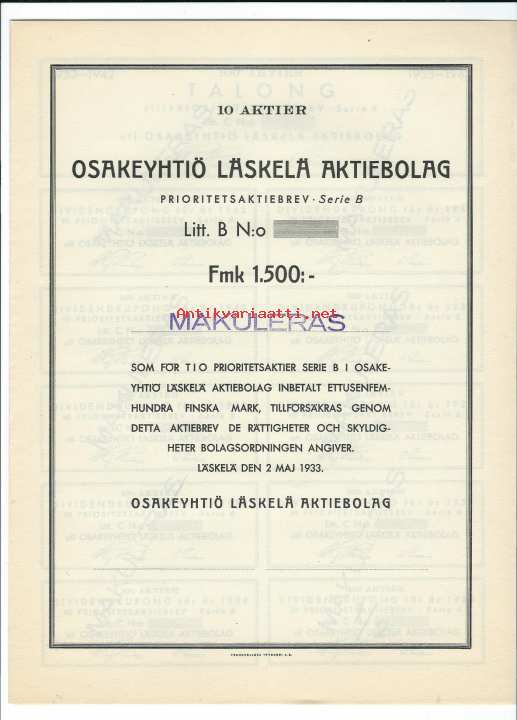 10 AKTIER
OSAKEYHTIÖ LÄSKELÄ AKTIEBOLAG
PRIORITETSAKTIEBREV · Serie B
Litt. B N:o
Fmk 1.500:-
Antikvariaatti.net
MAKULERAS
SOM FÖR TIO PRIORITETSAKTIER SERIE B I OSAKE-
YHTIÖ LÄSKELÄ AKTIEBOLAG INBETALT ETTUSENFEM-
HUNDRA FINSKA MARK, TILLFÖRSÄKRAS GENOM
DETTA AKTIEBREV DE RÄTTIGHETER OCH SKYLDIG-
HETER BOLAGSORDNINGEN ANGIVER.
LÄSKELÄ DEN 2 MAJ 1933.
OSAKEYHTIÖ LÄSKELÄ AKTIEBOLAG